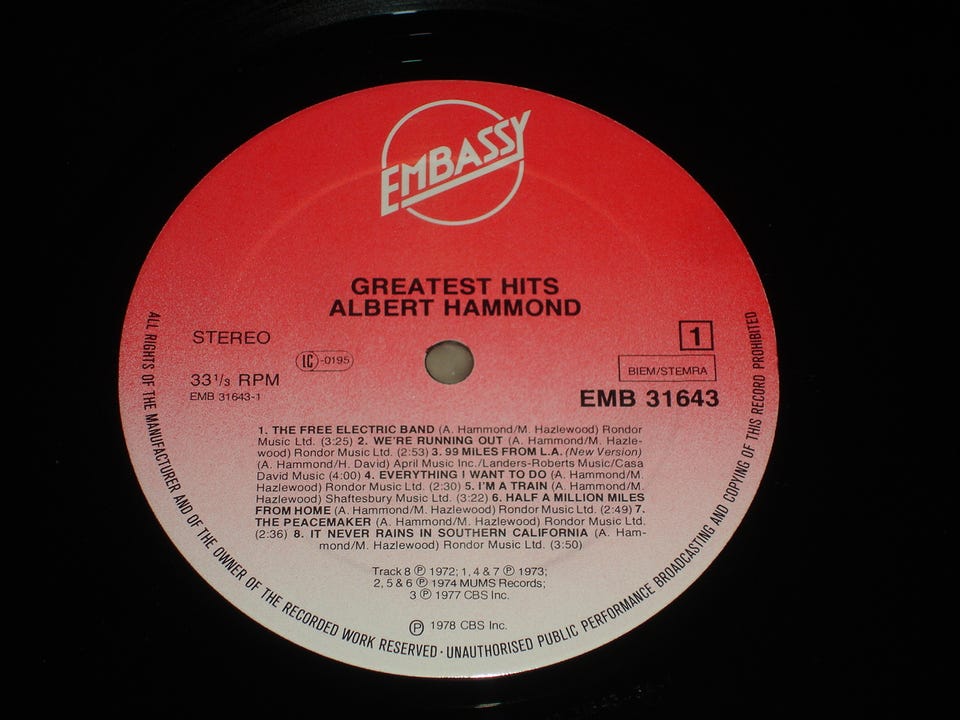 EMBASSY
GREATEST HITS
ALBERT HAMMOND
STEREO
LC-0195
33 1/3 RPM
EMB 31643-1
1
BIEM/STEMRA
EMB 31643
1. THE FREE ELECTRIC BAND (A. Hammond/M. Hazlewood) Rondor
Music Ltd. (3:25) 2. WE'RE RUNNING OUT (A. Hammond/M. Hazle-
wood) Rondor Music Ltd. (2:53) 3. 99 MILES FROM L.A. (New Version)
(A. Hammond/H. David) April Music Inc./Landers-Roberts Music/Casa
David Music (4:00) 4. EVERYTHING I WANT TO DO (A. Hammond/M.
Hazlewood) Rondor Music Ltd. (2:30) 5. I'M A TRAIN (A. Hammond/M.
Hazlewood) Shaftesbury Music Ltd. (3:22) 6. HALF A MILLION MILES
FROM HOME (A. Hammond/M. Hazlewood) Rondor Music Ltd. (2:49) 7.
THE PEACEMAKER (A. Hammond/M. Hazlewood) Rondor Music Ltd.
(2:36) 8. IT NEVER RAINS IN SOUTHERN CALIFORNIA (A. Ham-
mond/M. Hazlewood) Rondor Music Ltd. (3:50)
Track 8 ℗ 1972; 1, 4 & 7 ℗ 1973;
2, 5 & 6 ℗ 1974 MUMS Records;
3 ℗ 1977 CBS Inc.
℗ 1978 CBS Inc.
ALL RIGHTS OF THE MANUFACTURER AND OF THE OWNER OF THE RECORDED WORK RESERVED · UNAUTHORISED PUBLIC PERFORMANCE BROADCASTING AND COPYING OF THIS RECORD PROHIBITED